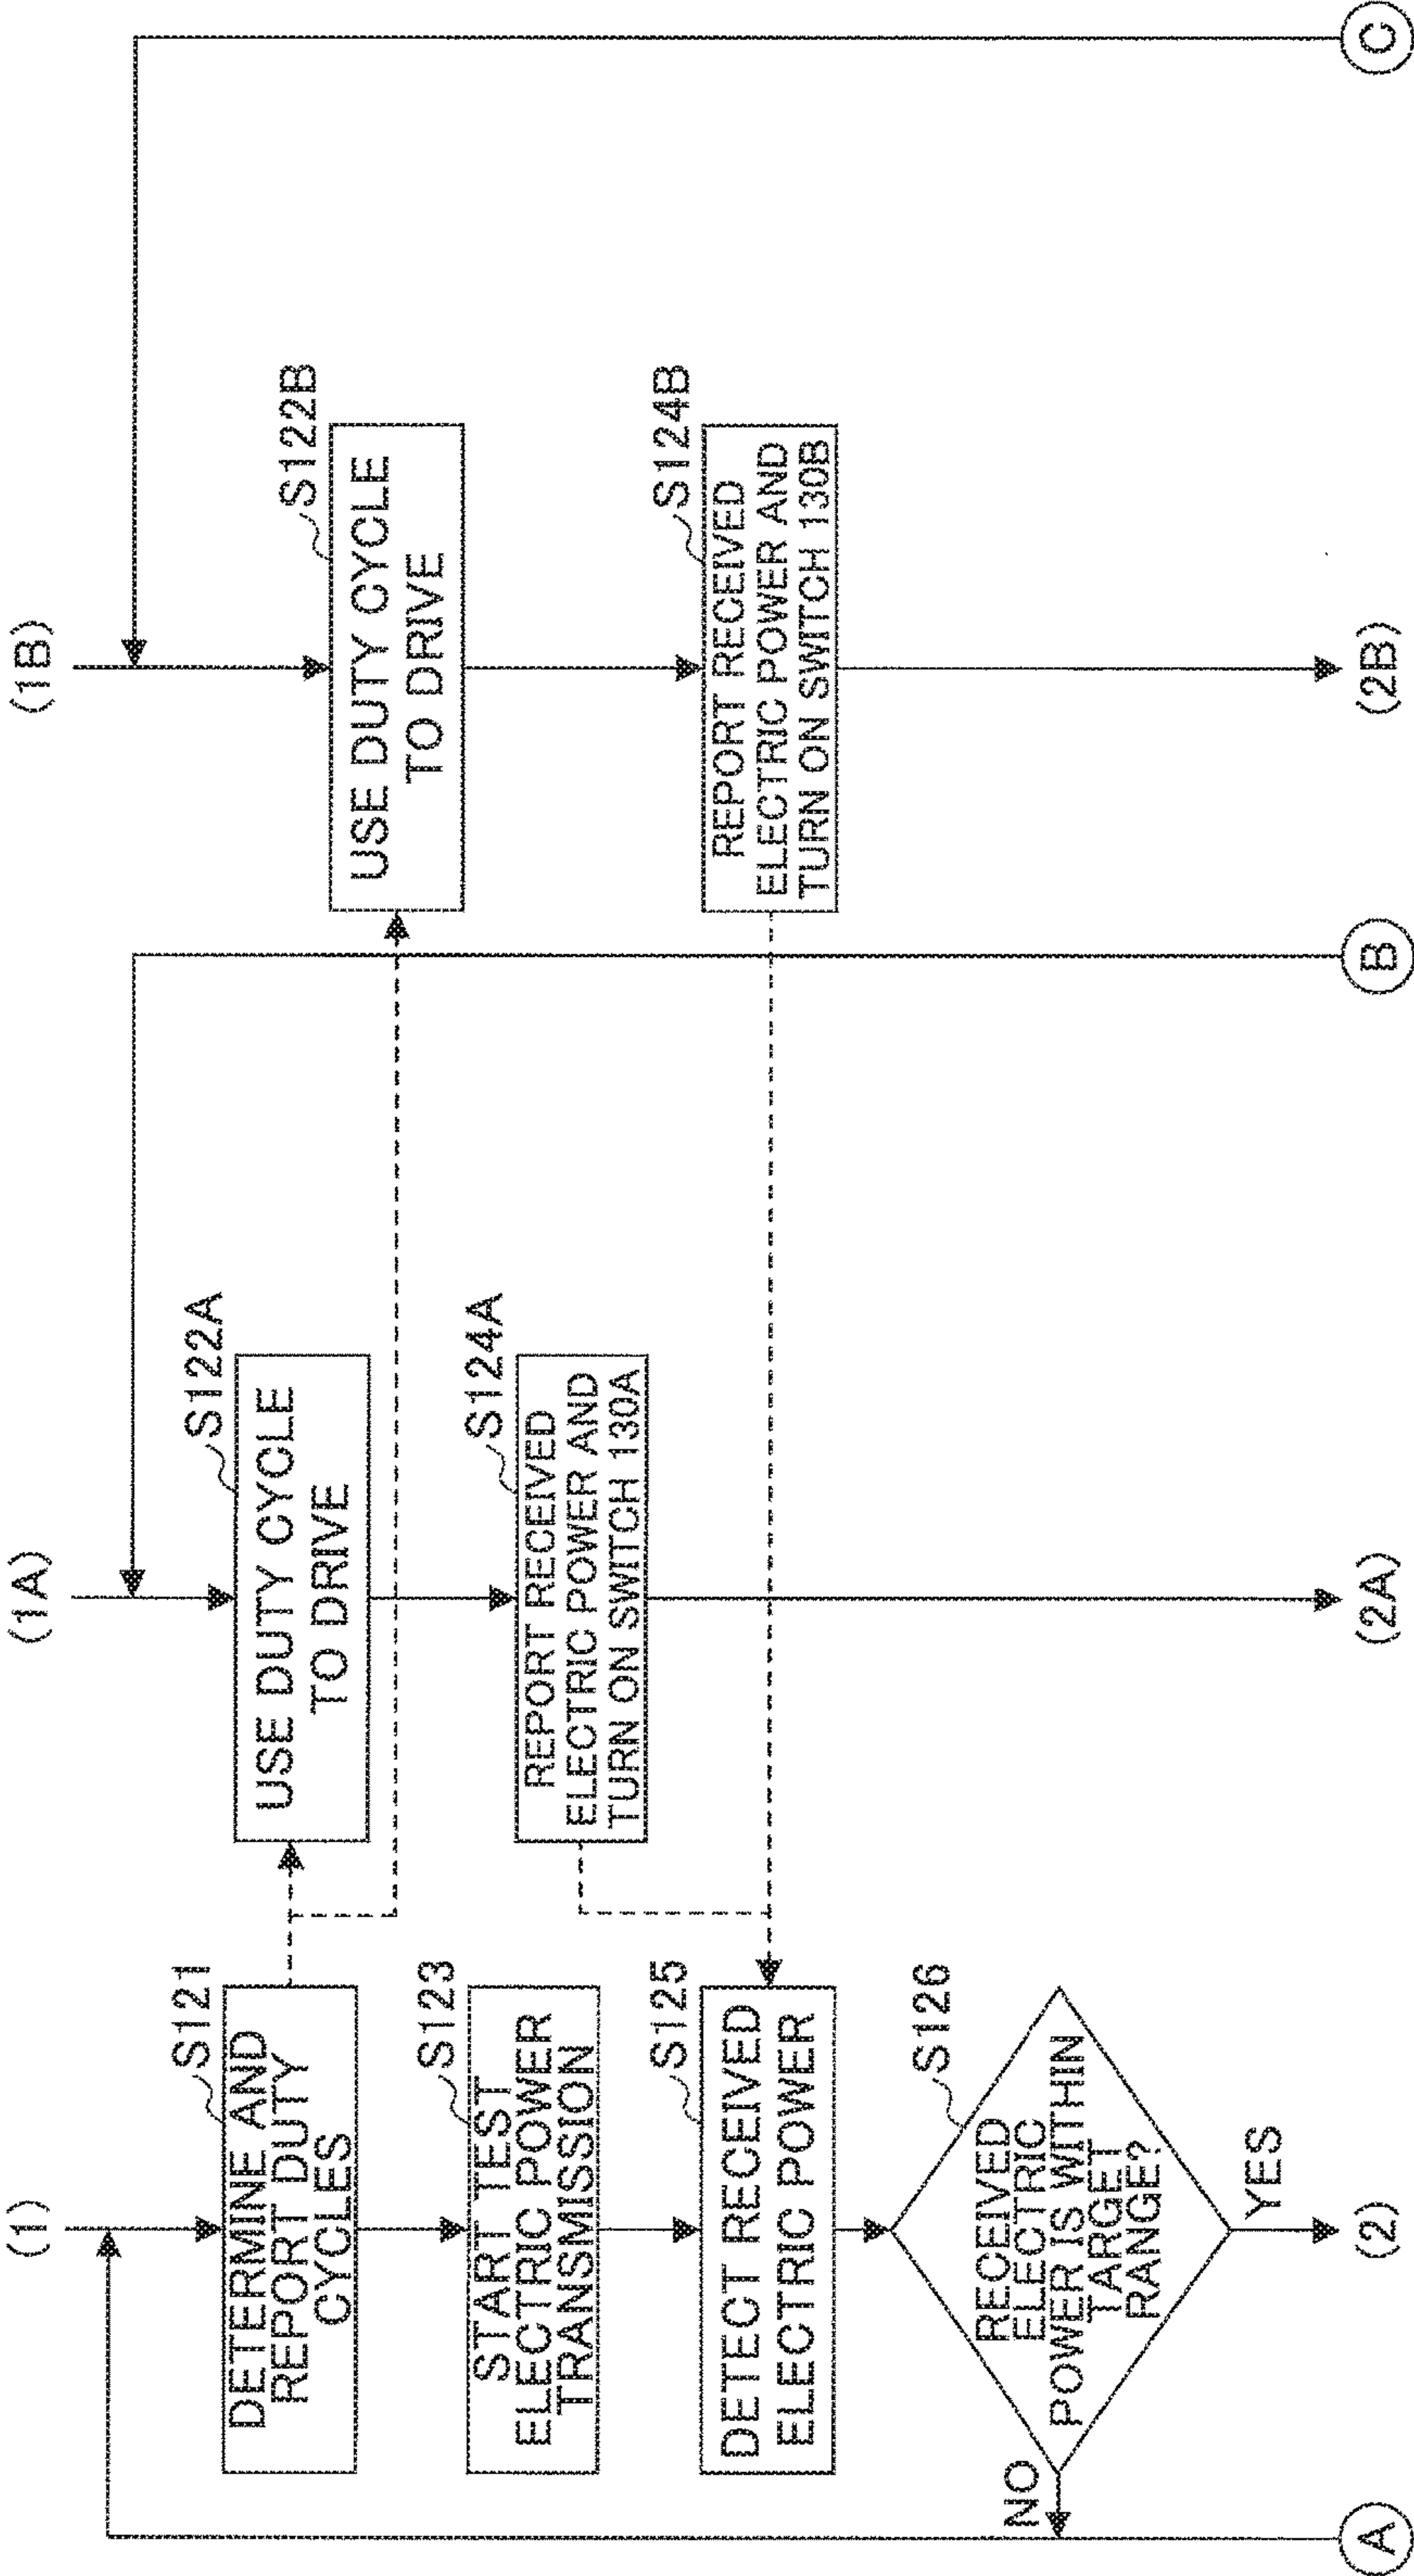 (1)
S121
DETERMINE AND
REPORT DUTY
CYCLES
S123
START TEST
ELECTRIC POWER
TRANSMISSION
S125
DETECT RECEIVED
ELECTRIC POWER
S126
RECEIVED
ELECTRIC
POWER IS WITHIN
TARGET
RANGE?
NO
YES
A
(2)
(1A)
S122A
USE DUTY CYCLE
TO DRIVE
S124A
REPORT RECEIVED
ELECTRIC POWER AND
TURN ON SWITCH 130A
(2A)
B
(1B)
S122B
USE DUTY CYCLE
TO DRIVE
S124B
REPORT RECEIVED
ELECTRIC POWER AND
TURN ON SWITCH 130B
(2B)
C